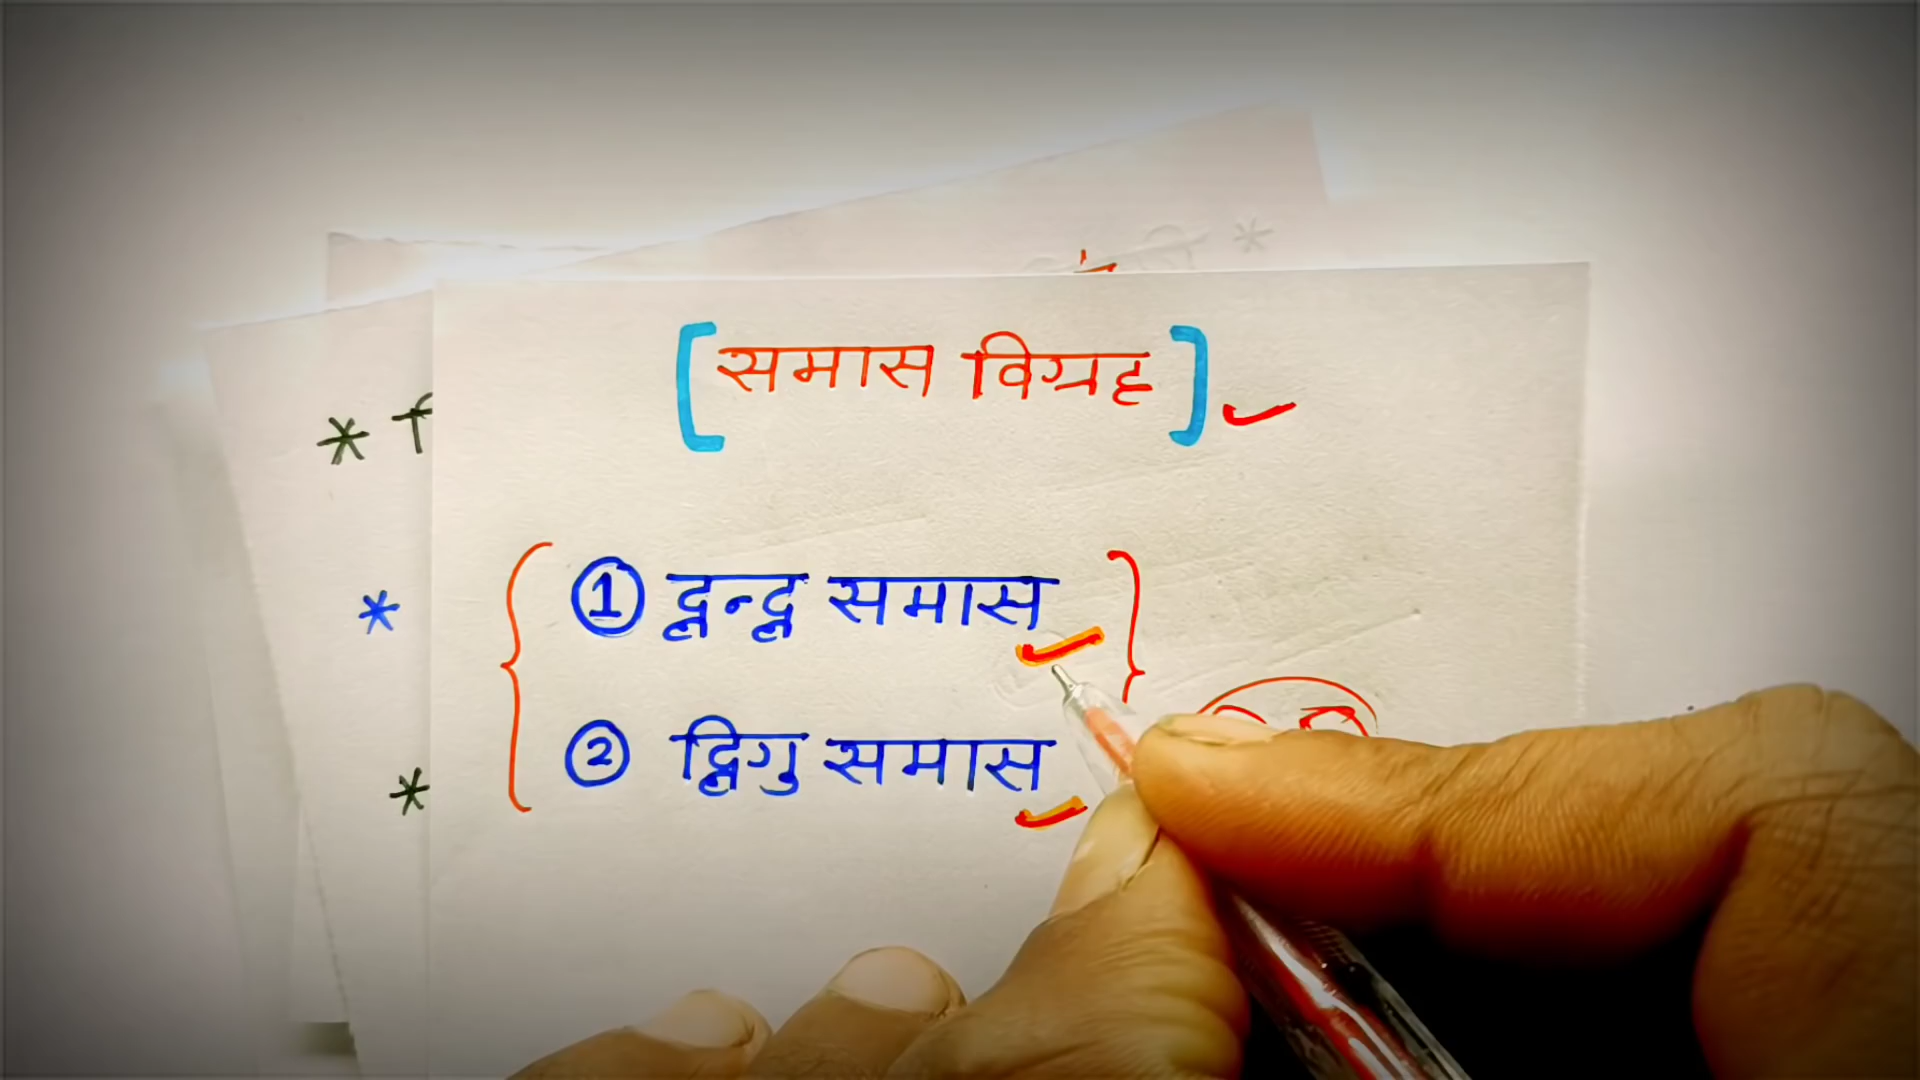 [समास विग्रह]
① द्वन्द्व समास
② द्विगु समास